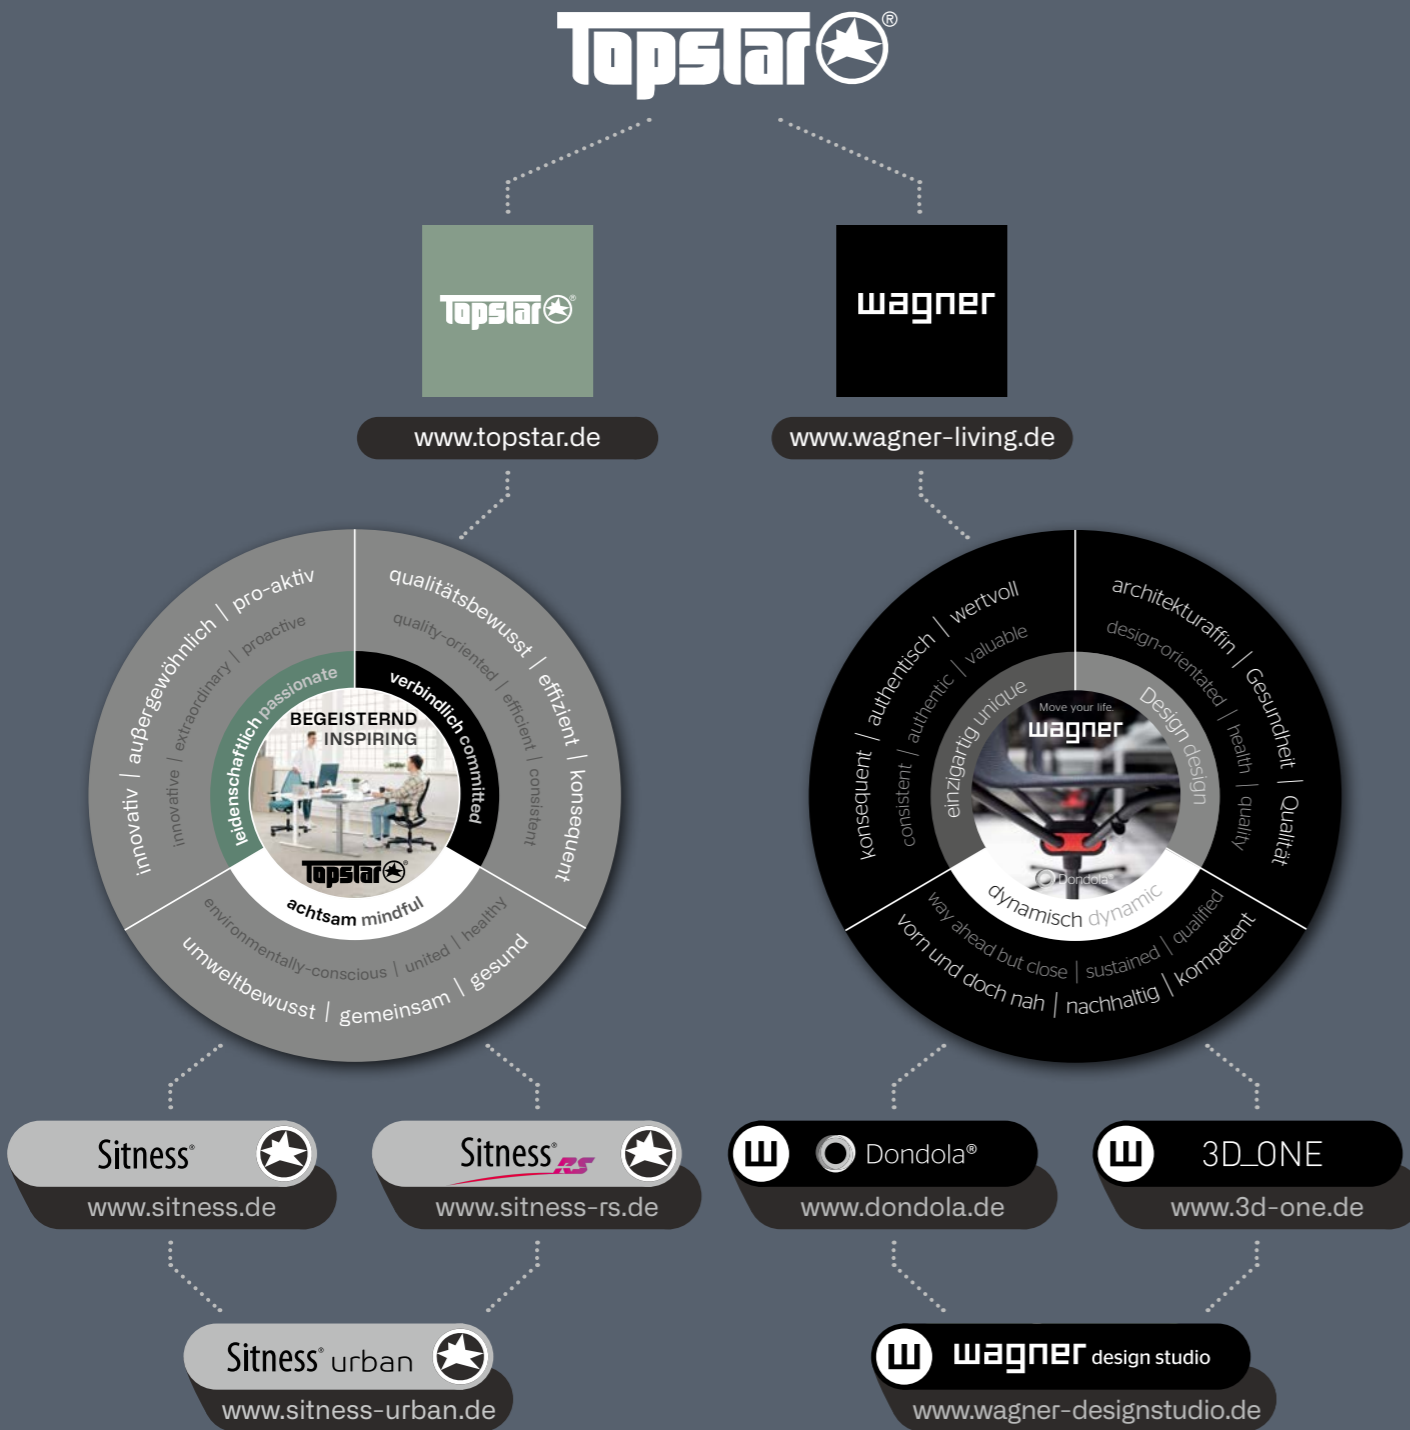 Topstar®
Topstar®
wagner
www.topstar.de
www.wagner-living.de
innovativ | außergewöhnlich | pro-aktiv
innovative | extraordinary | proactive
leidenschaftlich passionate
qualitätsbewusst | effizient | konsequent
quality-oriented | efficient | consistent
verbindlich committed
BEGEISTERND
INSPIRING
Topstar®
achtsam mindful
environmentally-conscious | united | healthy
umweltbewusst | gemeinsam | gesund
konsequent | authentisch | wertvoll
consistent | authentic | valuable
einzigartig unique
architekturaffin | Gesundheit | Qualität
design-orientated | health | quality
Design design
Move your life.
wagner
Dondola®
dynamisch dynamic
way ahead but close | sustained | qualified
vorn und doch nah | nachhaltig | kompetent
Sitness®
www.sitness.de
Sitness® RS
www.sitness-rs.de
W Dondola®
www.dondola.de
W 3D_ONE
www.3d-one.de
Sitness® urban
www.sitness-urban.de
W wagner design studio
www.wagner-designstudio.de